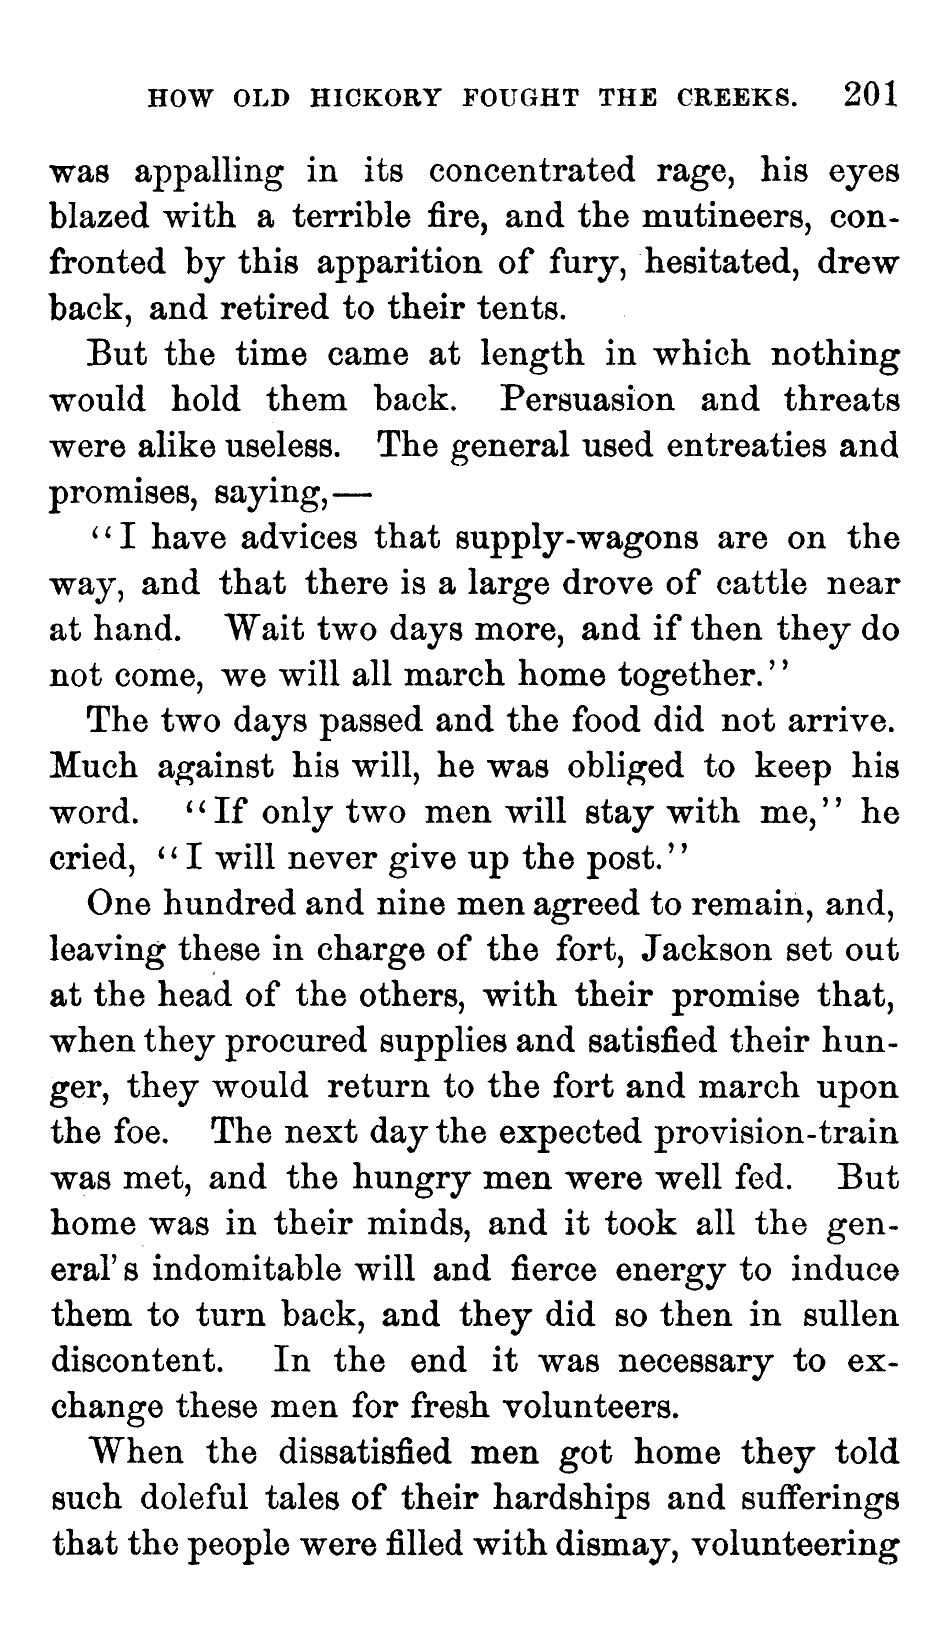 HOW OLD HICKORY FOUGHT THE CREEKS. 201
was appalling in its concentrated rage, his eyes
blazed with a terrible fire, and the mutineers, con-
fronted by this apparition of fury, hesitated, drew
back, and retired to their tents.
But the time came at length in which nothing
would hold them back. Persuasion and threats
were alike useless. The general used entreaties and
promises, saying,—
“I have advices that supply-wagons are on the
way, and that there is a large drove of cattle near
at hand. Wait two days more, and if then they do
not come, we will all march home together.”
The two days passed and the food did not arrive.
Much against his will, he was obliged to keep his
word. “If only two men will stay with me,” he
cried, “I will never give up the post.”
One hundred and nine men agreed to remain, and,
leaving these in charge of the fort, Jackson set out
at the head of the others, with their promise that,
when they procured supplies and satisfied their hun-
ger, they would return to the fort and march upon
the foe. The next day the expected provision-train
was met, and the hungry men were well fed. But
home was in their minds, and it took all the gen-
eral’s indomitable will and fierce energy to induce
them to turn back, and they did so then in sullen
discontent. In the end it was necessary to ex-
change these men for fresh volunteers.
When the dissatisfied men got home they told
such doleful tales of their hardships and sufferings
that the people were filled with dismay, volunteering